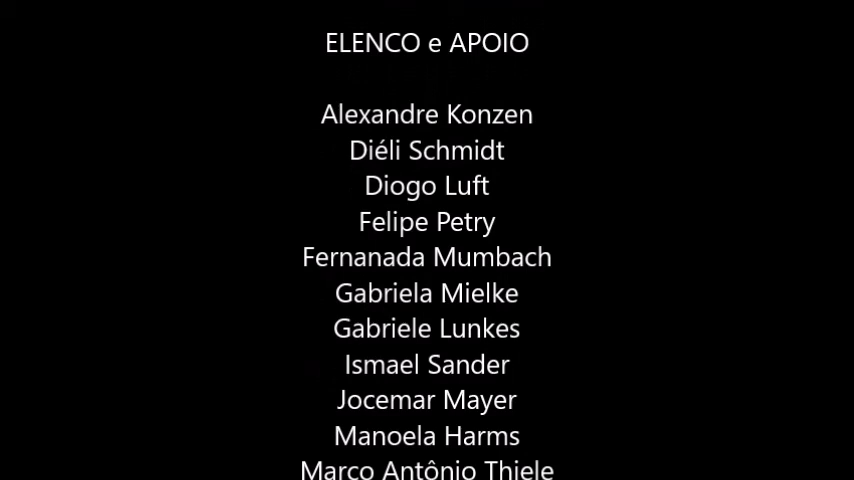 ELENCO e APOIO
Alexandre Konzen
Diéli Schmidt
Diogo Luft
Felipe Petry
Fernanada Mumbach
Gabriela Mielke
Gabriele Lunkes
Ismael Sander
Jocemar Mayer
Manoela Harms
Marco Antônio Thiele